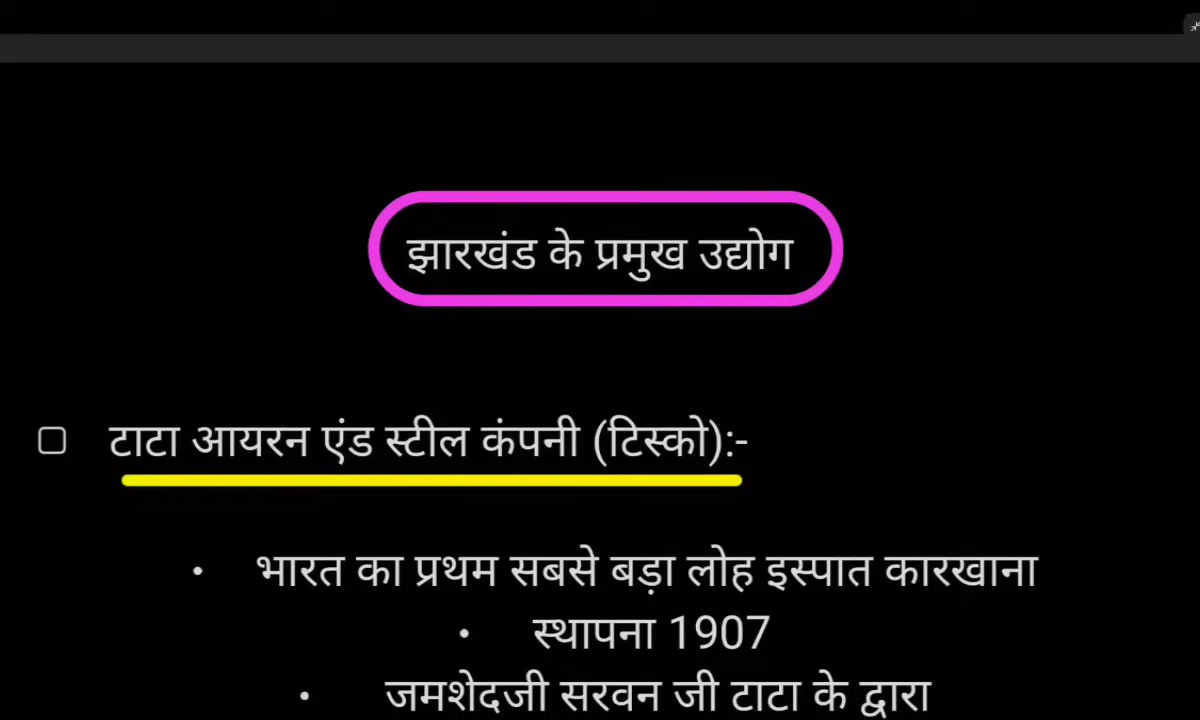 झारखंड के प्रमुख उद्योग
टाटा आयरन एंड स्टील कंपनी (टिस्को):-
• भारत का प्रथम सबसे बड़ा लोह इस्पात कारखाना
• स्थापना 1907
• जमशेदजी सरवन जी टाटा के द्वारा